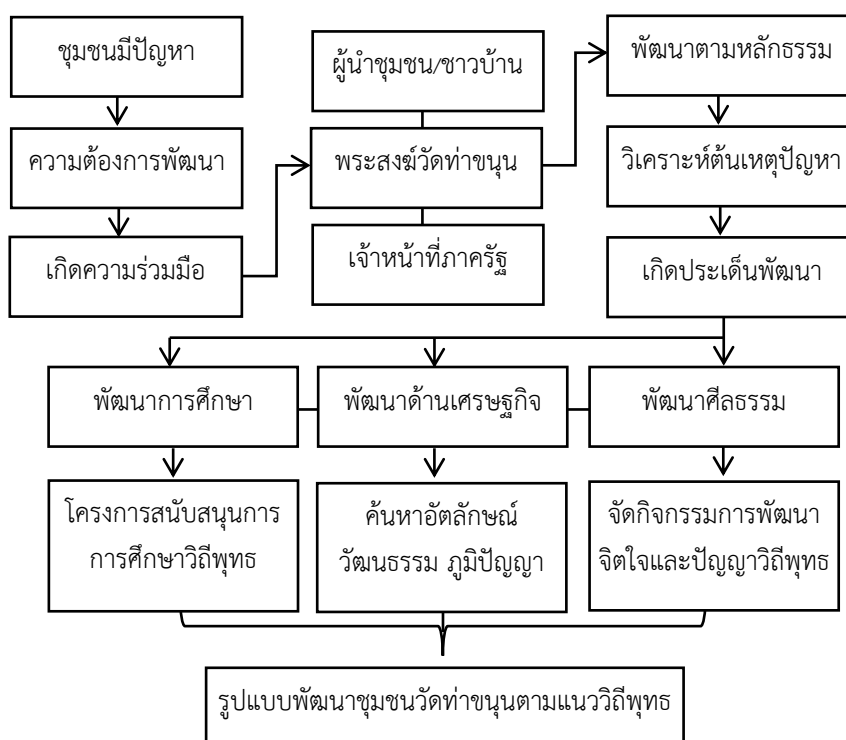 ชุมชนมีปัญหา
ความต้องการพัฒนา
เกิดความร่วมมือ
ผู้นำชุมชน/ชาวบ้าน
พระสงฆ์วัดท่าขนุน
เจ้าหน้าที่ภาครัฐ
พัฒนาตามหลักธรรม
วิเคราะห์ต้นเหตุปัญหา
เกิดประเด็นพัฒนา
พัฒนาการศึกษา
พัฒนาด้านเศรษฐกิจ
พัฒนาศีลธรรม
โครงการสนับสนุนการ
การศึกษาวิถีพุทธ
ค้นหาอัตลักษณ์
วัฒนธรรม ภูมิปัญญา
จัดกิจกรรมการพัฒนา
จิตใจและปัญญาวิถีพุทธ
รูปแบบพัฒนาชุมชนวัดท่าขนุนตามแนววิถีพุทธ